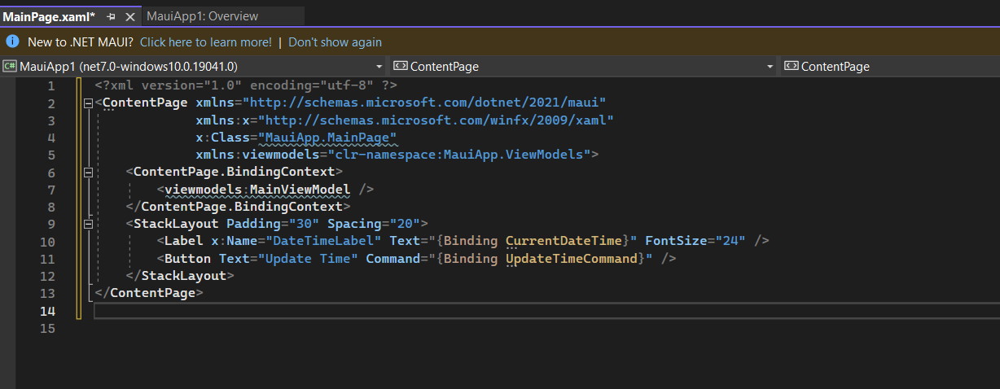 MainPage.xaml* MauiApp1: Overview
New to .NET MAUI? Click here to learn more! | Don't show again
C# MauiApp1 (net7.0-windows10.0.19041.0) ContentPage ContentPage
1 <?xml version="1.0" encoding="utf-8" ?>
2 <ContentPage xmlns="http://schemas.microsoft.com/dotnet/2021/maui"
3 xmlns:x="http://schemas.microsoft.com/winfx/2009/xaml"
4 x:Class="MauiApp.MainPage"
5 xmlns:viewmodels="clr-namespace:MauiApp.ViewModels">
6 <ContentPage.BindingContext>
7 <viewmodels:MainViewModel />
8 </ContentPage.BindingContext>
9 <StackLayout Padding="30" Spacing="20">
10 <Label x:Name="DateTimeLabel" Text="{Binding CurrentDateTime}" FontSize="24" />
11 <Button Text="Update Time" Command="{Binding UpdateTimeCommand}" />
12 </StackLayout>
13 </ContentPage>
14
15